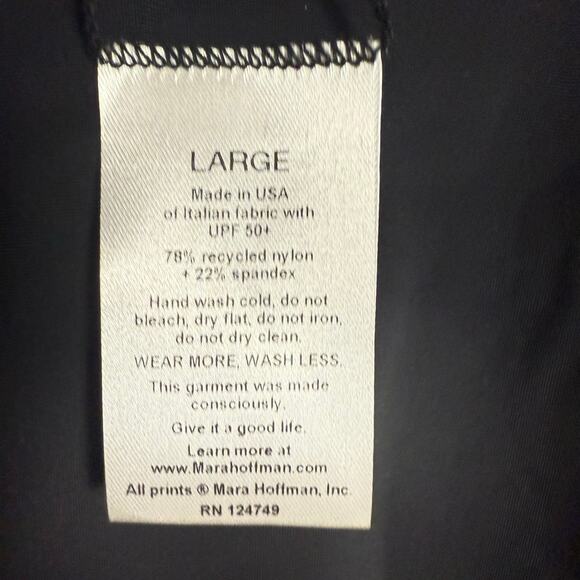 LARGE
Made in USA
of Italian fabric with
UPF 50+
78% recycled nylon
+ 22% spandex
Hand wash cold, do not
bleach, dry flat, do not iron,
do not dry clean.
WEAR MORE, WASH LESS.
This garment was made
consciously.
Give it a good life.
Learn more at
www.Marahoffman.com
All prints ® Mara Hoffman, Inc.
RN 124749